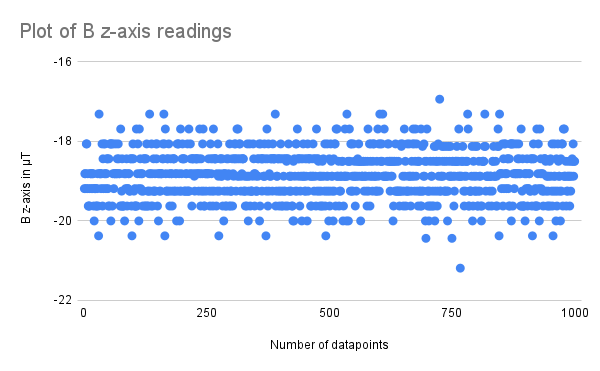 Plot of B z-axis readings
-16
-18
-20
-22
B z-axis in μT
0 250 500 750 1000
Number of datapoints